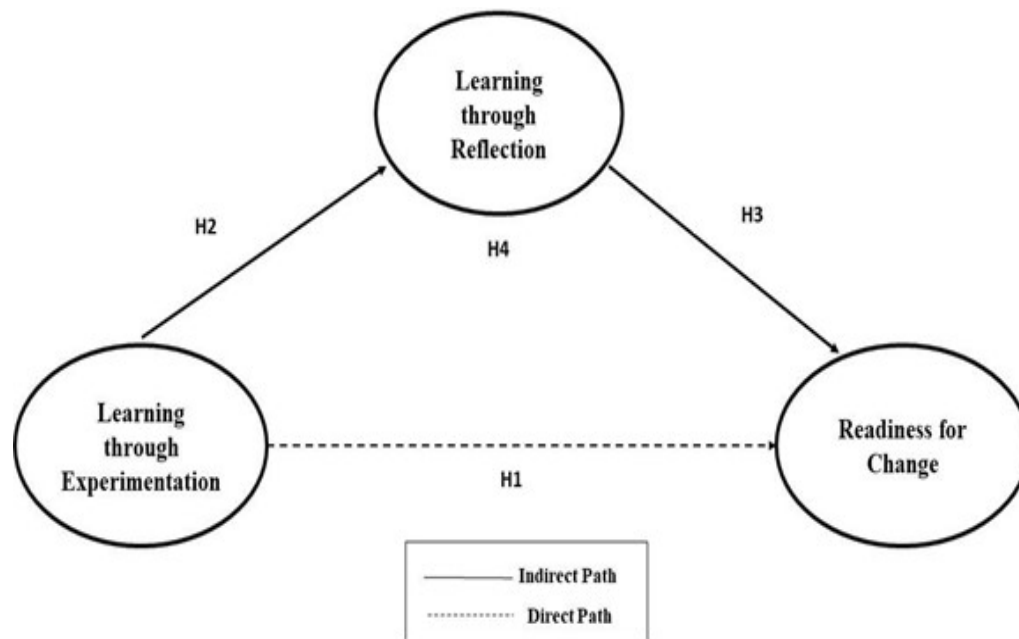 Learning
through
Reflection
H2
H3
H4
Learning
through
Experimentation
Readiness for
Change
H1
Indirect Path
Direct Path